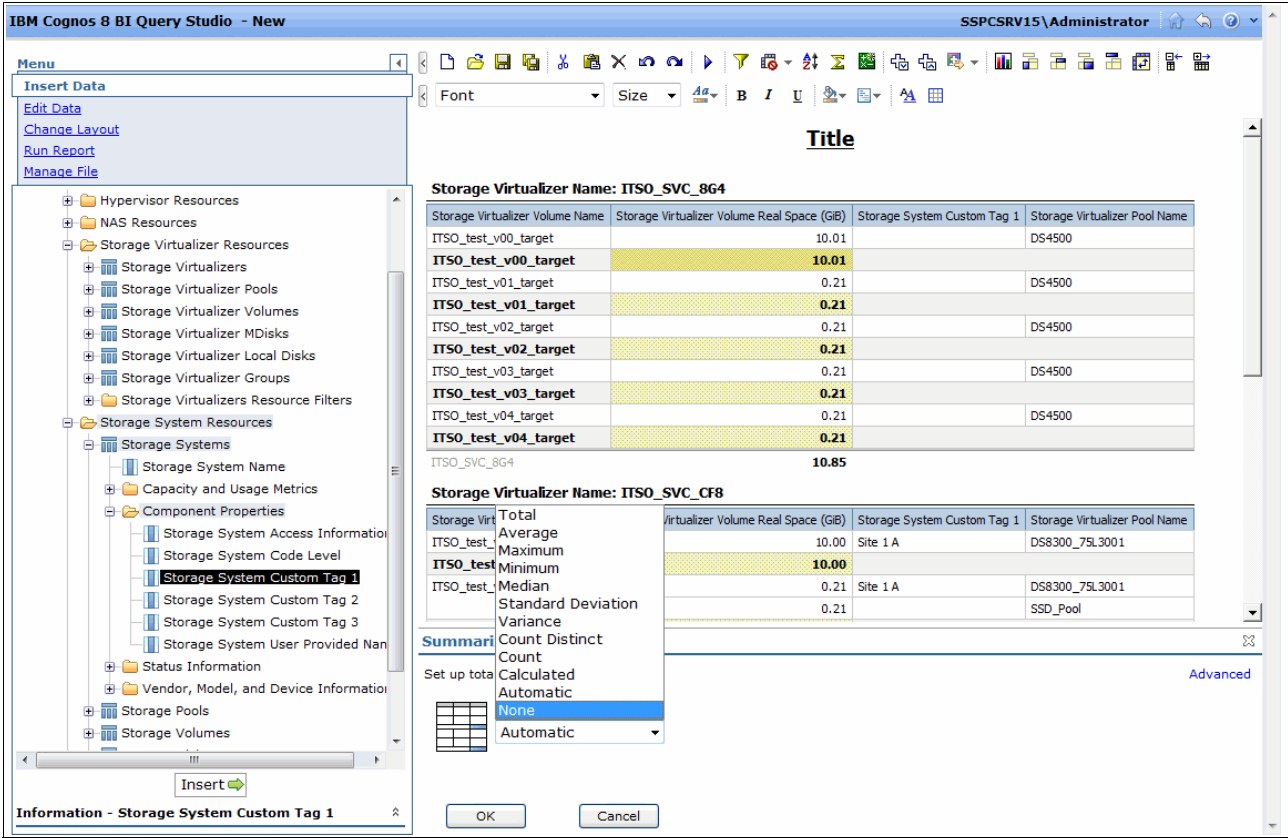 IBM Cognos 8 BI Query Studio - New
SSPCSRV15\Administrator
Menu
Insert Data
Edit Data
Change Layout
Run Report
Manage File
Hypervisor Resources
NAS Resources
Storage Virtualizer Resources
Storage Virtualizers
Storage Virtualizer Pools
Storage Virtualizer Volumes
Storage Virtualizer MDisks
Storage Virtualizer Local Disks
Storage Virtualizer Groups
Storage Virtualizers Resource Filters
Storage System Resources
Storage Systems
Storage System Name
Capacity and Usage Metrics
Component Properties
Storage System Access Information
Storage System Code Level
Storage System Custom Tag 1
Storage System Custom Tag 2
Storage System Custom Tag 3
Storage System User Provided Nam
Status Information
Vendor, Model, and Device Information
Storage Pools
Storage Volumes
Insert
Information - Storage System Custom Tag 1
Font Size B I U
Title
Storage Virtualizer Name: ITSO_SVC_8G4
Storage Virtualizer Volume Name Storage Virtualizer Volume Real Space (GiB) Storage System Custom Tag 1 Storage Virtualizer Pool Name
ITSO_test_v00_target 10.01 DS4500
ITSO_test_v00_target 10.01
ITSO_test_v01_target 0.21 DS4500
ITSO_test_v01_target 0.21
ITSO_test_v02_target 0.21 DS4500
ITSO_test_v02_target 0.21
ITSO_test_v03_target 0.21 DS4500
ITSO_test_v03_target 0.21
ITSO_test_v04_target 0.21 DS4500
ITSO_test_v04_target 0.21
ITSO_SVC_8G4 10.85
Storage Virtualizer Name: ITSO_SVC_CF8
Storage Virt Virtualizer Volume Real Space (GiB) Storage System Custom Tag 1 Storage Virtualizer Pool Name
ITSO_test_ 10.00 Site 1 A DS8300_75L3001
ITSO_test 10.00
ITSO_test_ 0.21 Site 1 A DS8300_75L3001
0.21 SSD_Pool
Total
Average
Maximum
Minimum
Median
Standard Deviation
Variance
Count Distinct
Count
Calculated
Automatic
None
Automatic
Summari
Set up tota
Advanced
OK Cancel